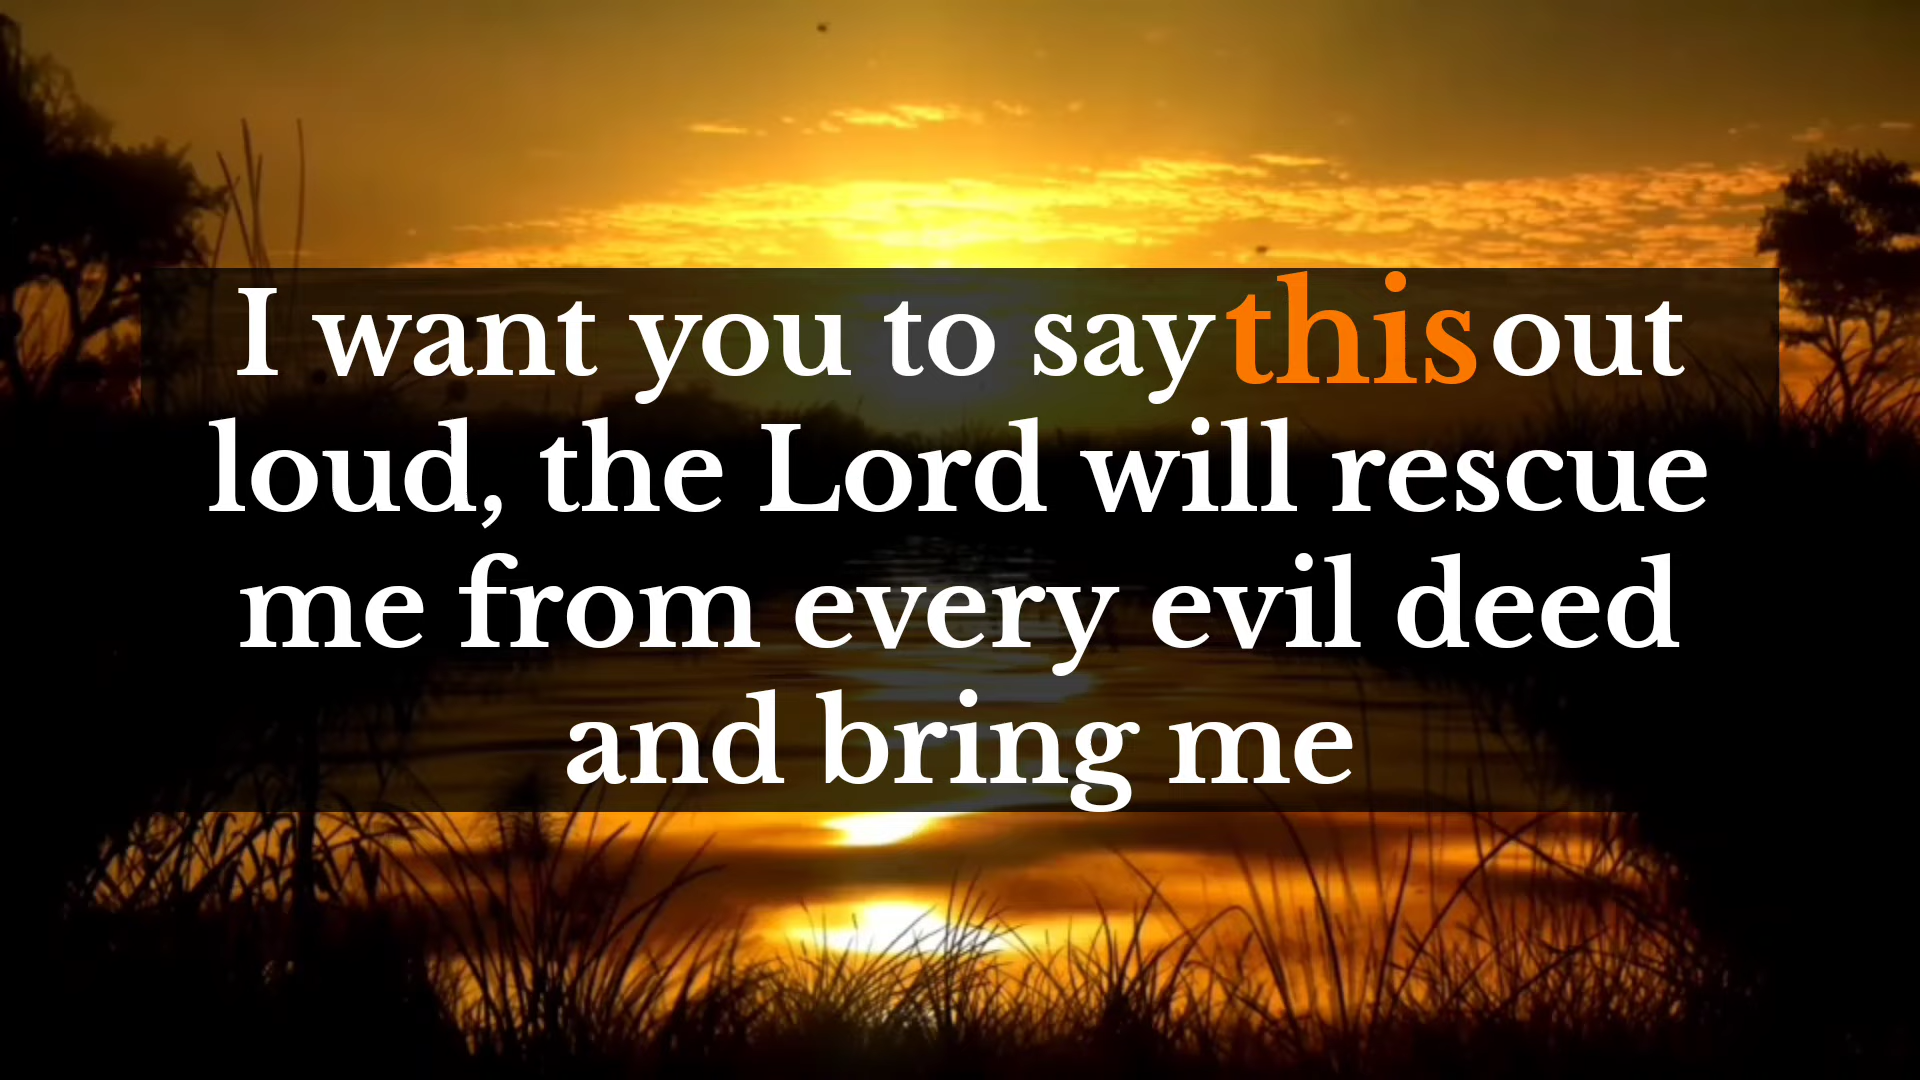 I want you to say this out
loud, the Lord will rescue
me from every evil deed
and bring me